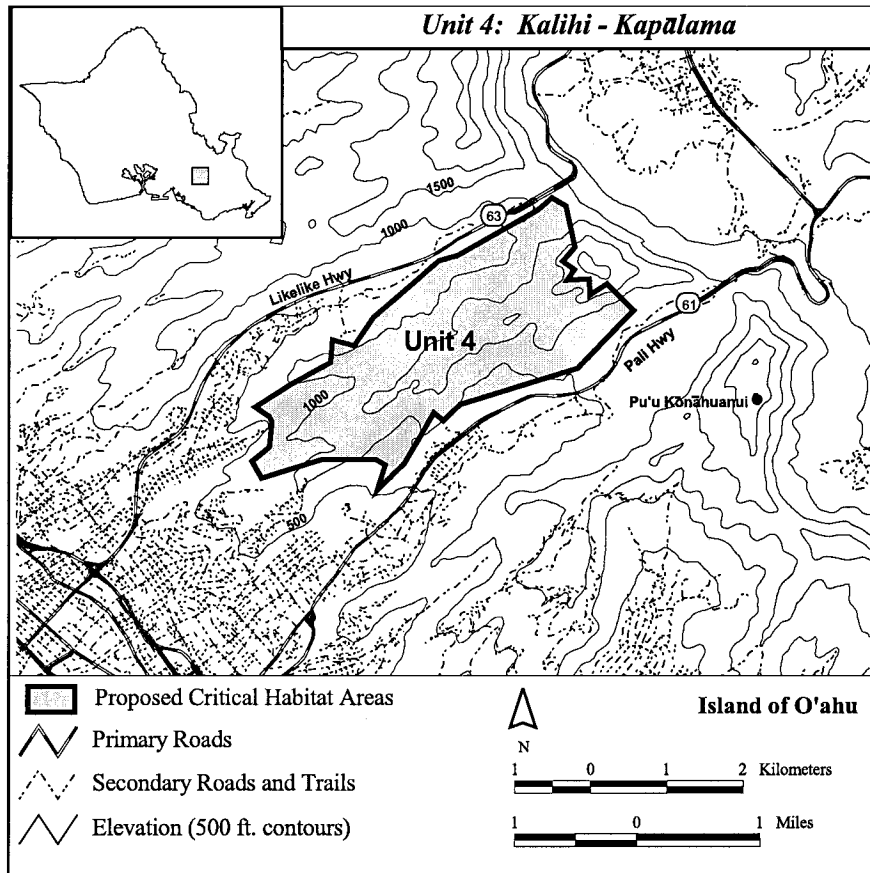 Unit 4: Kalihi - Kapālama
1500
1000
63
Likelike Hwy
61
Unit 4
Pali Hwy
Pu'u Kōnāhuanui
1000
500
Proposed Critical Habitat Areas
Primary Roads
Secondary Roads and Trails
Elevation (500 ft. contours)
N
Island of O'ahu
1 0 1 2 Kilometers
1 0 1 Miles